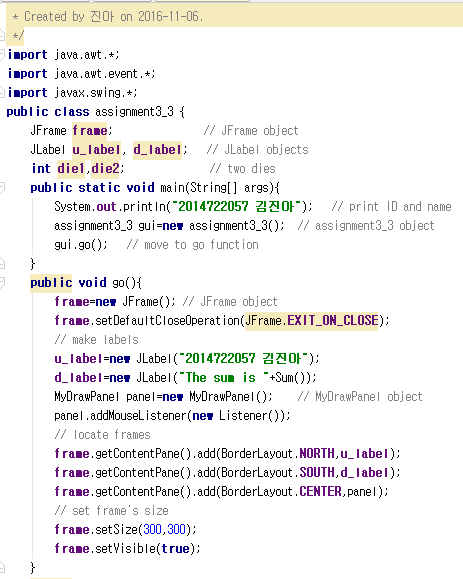 * Created by 진아 on 2016-11-06.
*/
import java.awt.*;
import java.awt.event.*;
import javax.swing.*;
public class assignment3_3 {
JFrame frame; // JFrame object
JLabel u_label, d_label; // JLabel objects
int die1,die2; // two dies
public static void main(String[] args){
System.out.println("2014722057 김진아"); // print ID and name
assignment3_3 gui=new assignment3_3(); // assignment3_3 object
gui.go(); // move to go function
}
public void go(){
frame=new JFrame(); // JFrame object
frame.setDefaultCloseOperation(JFrame.EXIT_ON_CLOSE);
// make labels
u_label=new JLabel("2014722057 김진아");
d_label=new JLabel("The sum is "+Sum());
MyDrawPanel panel=new MyDrawPanel(); // MyDrawPanel object
panel.addMouseListener(new Listener());
// locate frames
frame.getContentPane().add(BorderLayout.NORTH,u_label);
frame.getContentPane().add(BorderLayout.SOUTH,d_label);
frame.getContentPane().add(BorderLayout.CENTER,panel);
// set frame's size
frame.setSize(300,300);
frame.setVisible(true);
}